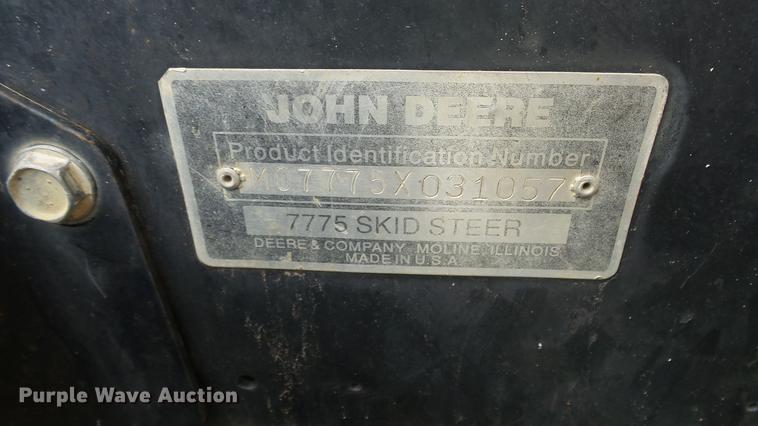 JOHN DEERE
Product Identification Number
M07775X031057
7775 SKID STEER
DEERE & COMPANY MOLINE, ILLINOIS
MADE IN U.S.A.
Purple Wave Auction